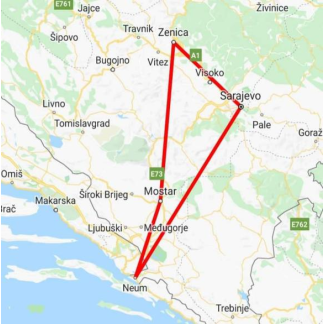 E761
Jajce
Živinice
Travnik
Zenica
Šipovo
A1
Vitez
Bugojno
Visoko
Livno
Sarajevo
Tomislavgrad
Pale
Goraž
E73
Omiš
Mostar
Široki Brijeg
Makarska
Brač
Ljubuški
Međugorje
E762
Neum
Trebinje